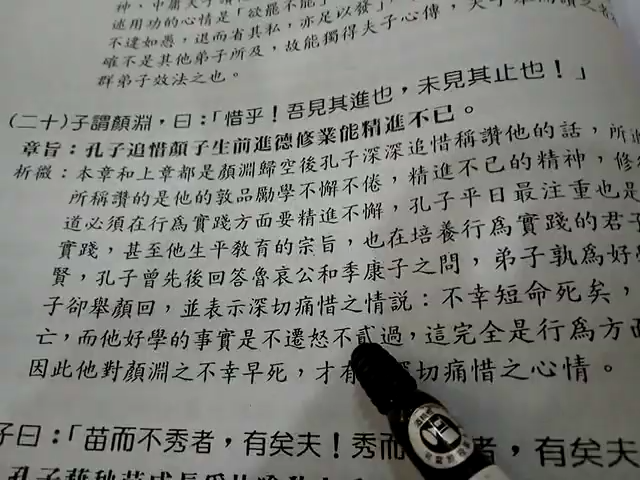 述用功的心情是「欲罷不能」
不違如愚，退而省其私，亦足以發」，
確不是其他弟子所及，故能獨得夫子心傳，
群弟子效法之也。
(二十)子謂顏淵，曰：「惜乎！吾見其進也，未見其止也！」
章旨：孔子追惜顏子生前進德修業能精進不已。
析微：本章和上章都是顏淵歸空後孔子深深追惜稱讚他的話，所
所稱讚的是他的敦品勵學不懈不倦，精進不已的精神，修
道必須在行為實踐方面要精進不懈，孔子平日最注重也是
實踐，甚至他生平教育的宗旨，也在培養行為實踐的君子
賢，孔子曾先後回答魯哀公和季康子之問，弟子孰為好
子卻舉顏回，並表示深切痛惜之情說：不幸短命死矣，
亡，而他好學的事實是不遷怒不貳過，這完全是行為方面
因此他對顏淵之不幸早死，才有 切痛惜之心情。
子曰：「苗而不秀者，有矣夫！秀而 者，有矣